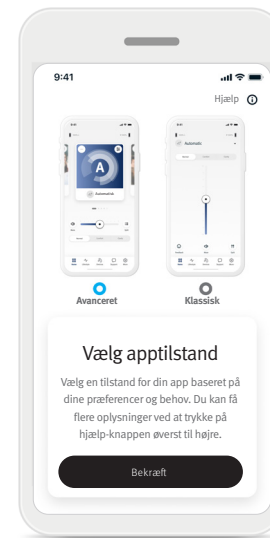 9:41
Hjælp
Automatisk
Automatik
A
Avanceret
Klassisk
Vælg apptilstand
Vælg en tilstand for din app baseret på
dine præferencer og behov. Du kan få
flere oplysninger ved at trykke på
hjælp-knappen øverst til højre.
Bekræft